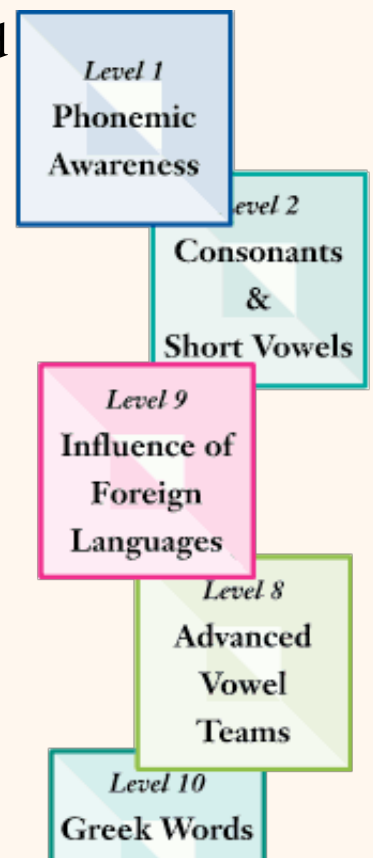 Level 1
Phonemic
Awareness
evel 2
Consonants
&
Short Vowels
Level 9
Influence of
Foreign
Languages
Level 8
Advanced
Vowel
Teams
Level 10
Greek Words